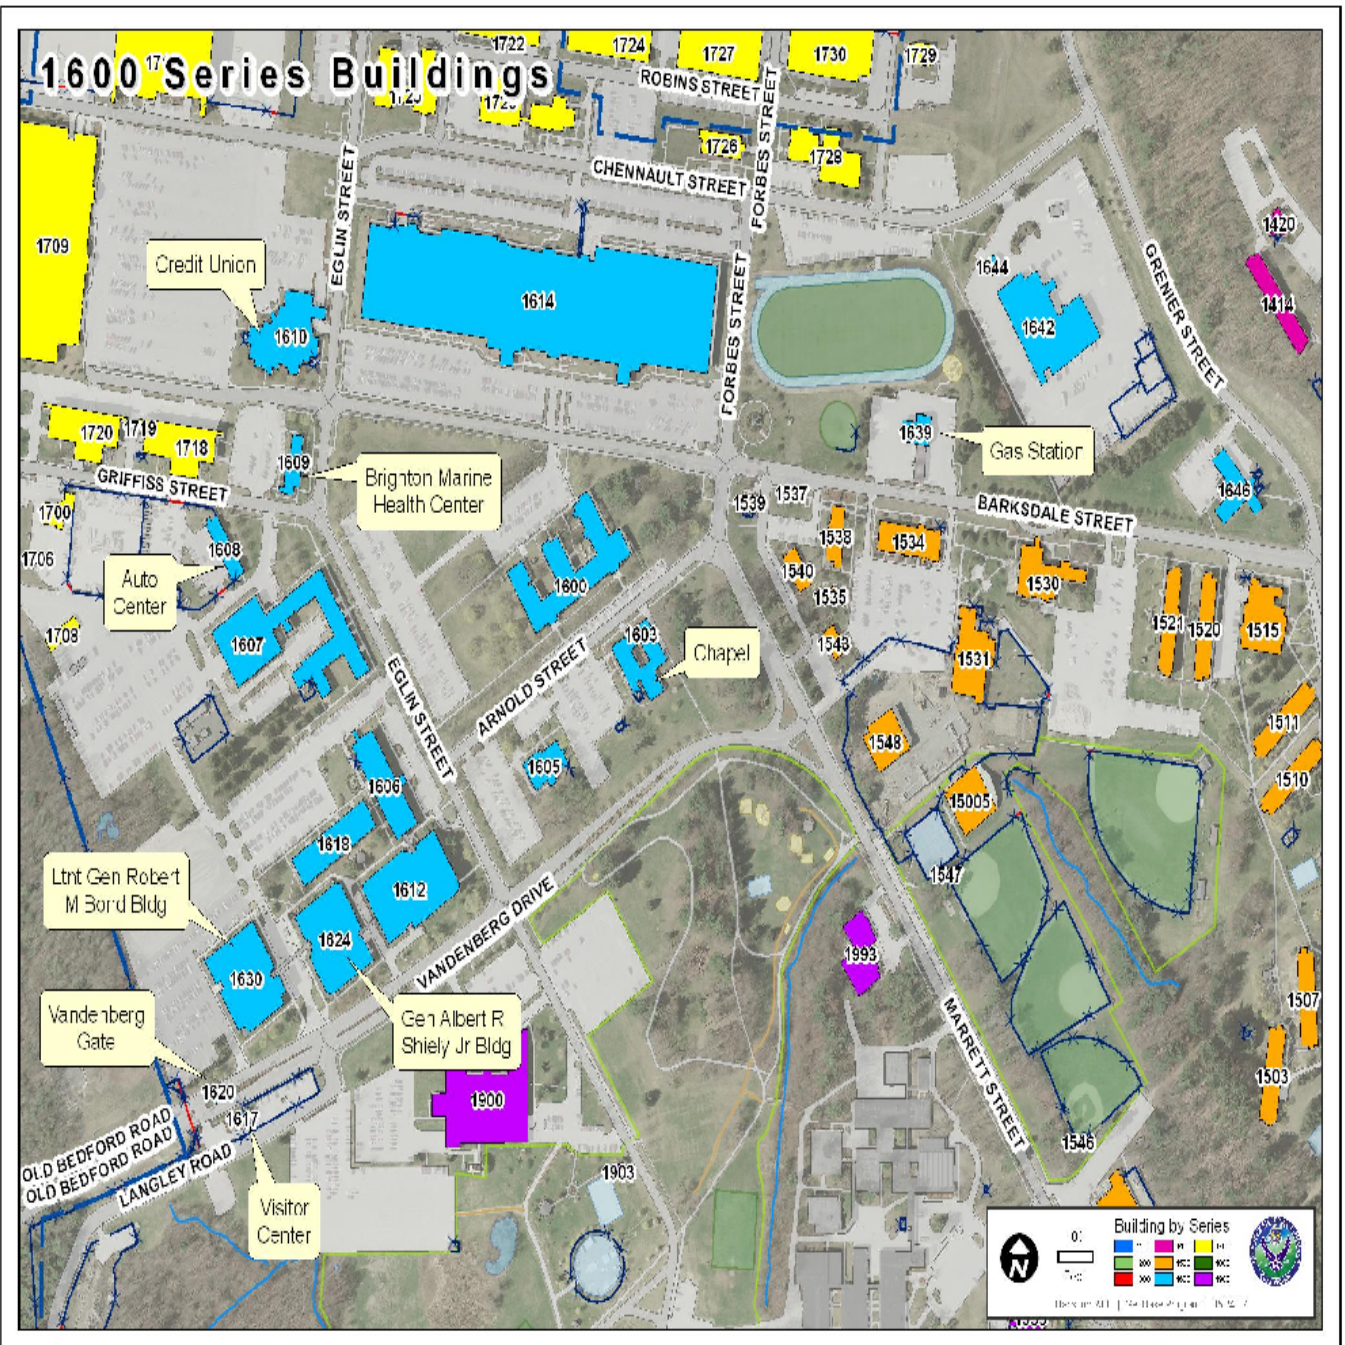 1600 Series Buildings
1722
1724
1727
1730
1729
ROBINS STREET
FORBES STREET
1726
1728
CHENNAULT STREET
EGLIN STREET
1709
Credit Union
1610
1614
FORBES STREET
1644
1642
GRENIER STREET
1420
1414
1720
1719
1718
1609
GRIFFISS STREET
Brighton Marine
Health Center
1639
Gas Station
1646
BARKSDALE STREET
1700
1706
1608
Auto
Center
1708
1607
1600
1539
1537
1538
1534
1540
1535
1530
1543
1521
1520
1515
1603
Chapel
ARNOLD STREET
EGLIN STREET
1605
1531
1548
1511
1510
1606
1618
1612
15005
1547
Ltnt Gen Robert
M Bond Bldg
1624
1630
VANDENBERG DRIVE
1993
Vandenberg
Gate
Gen Albert R
Shiely Jr Bldg
1900
MARRETT STREET
1507
1503
1620
1617
OLD BEDFORD ROAD
OLD BEDFORD ROAD
LANGLEY ROAD
Visitor
Center
1903
1546
N
Building by Series